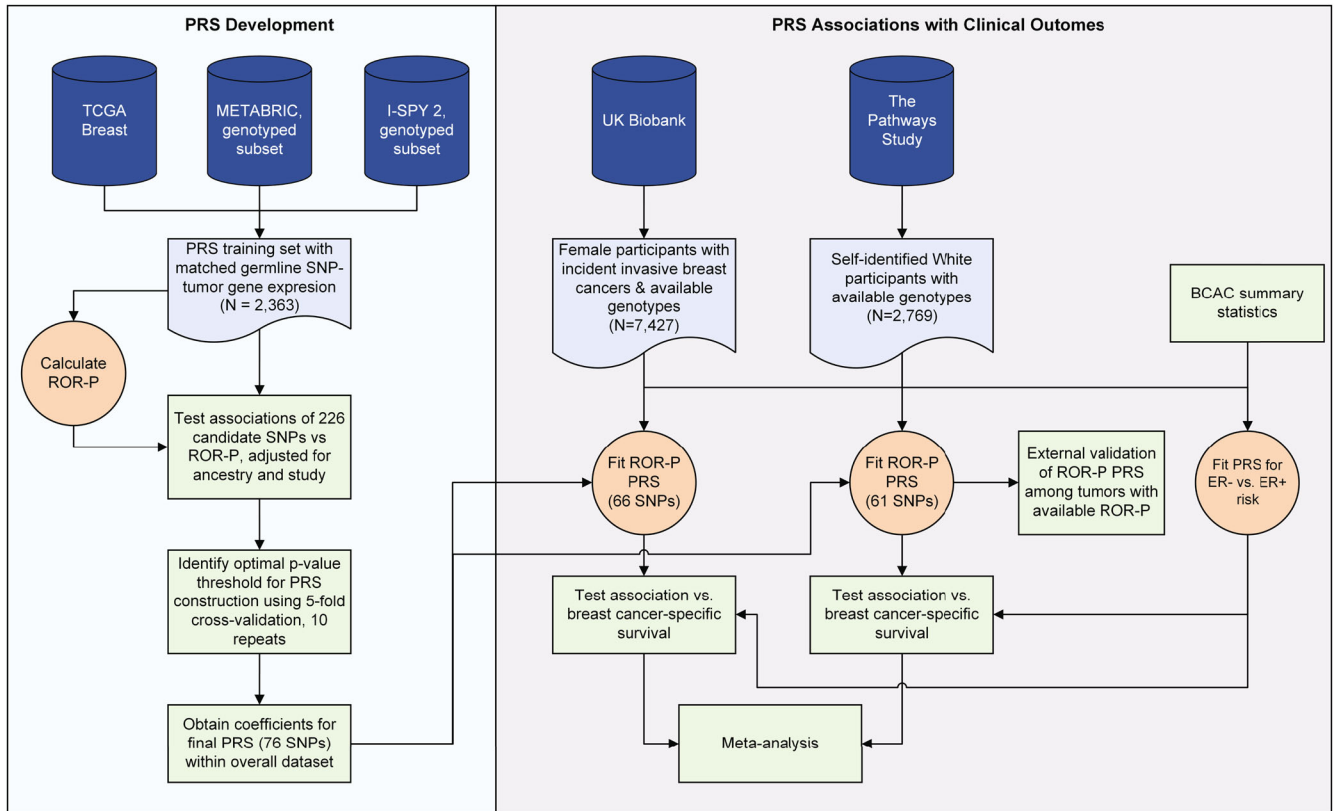 PRS Development
TCGA
Breast
METABRIC,
genotyped
subset
I-SPY 2,
genotyped
subset
PRS training set with
matched germline SNP-
tumor gene expresion
(N = 2,363)
Calculate
ROR-P
Test associations of 226
candidate SNPs vs
ROR-P, adjusted for
ancestry and study
Identify optimal p-value
threshold for PRS
construction using 5-fold
cross-validation, 10
repeats
Obtain coefficients for
final PRS (76 SNPs)
within overall dataset
PRS Associations with Clinical Outcomes
UK Biobank
The
Pathways
Study
Female participants with
incident invasive breast
cancers & available
genotypes
(N=7,427)
Self-identified White
participants with
available genotypes
(N=2,769)
BCAC summary
statistics
Fit ROR-P
PRS
(66 SNPs)
Fit ROR-P
PRS
(61 SNPs)
External validation
of ROR-P PRS
among tumors with
available ROR-P
Fit PRS for
ER- vs. ER+
risk
Test association vs.
breast cancer-specific
survival
Test association vs.
breast cancer-specific
survival
Meta-analysis